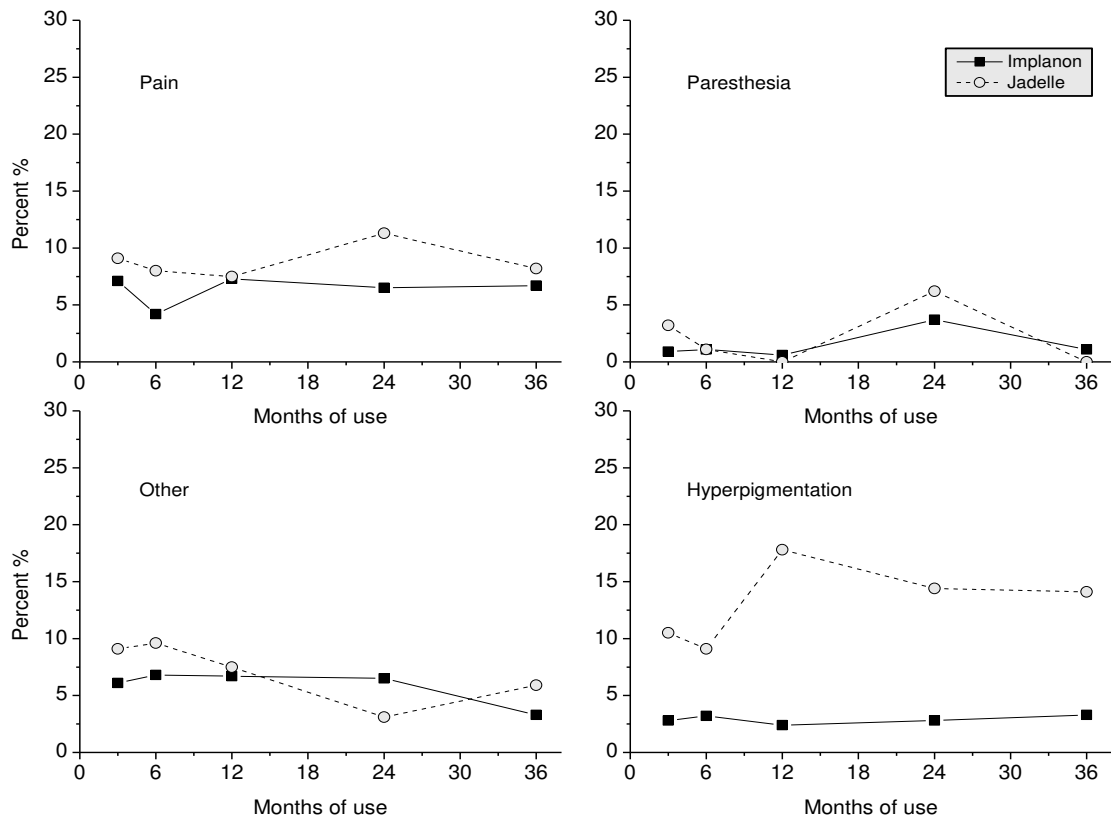 30
25
20
15
10
5
0
Percent %
Pain
0 6 12 18 24 30 36
Months of use
30
25
20
15
10
5
0
Paresthesia
Implanon
Jadelle
0 6 12 18 24 30 36
Months of use
30
25
20
15
10
5
0
Percent %
Other
0 6 12 18 24 30 36
Months of use
30
25
20
15
10
5
0
Hyperpigmentation
0 6 12 18 24 30 36
Months of use